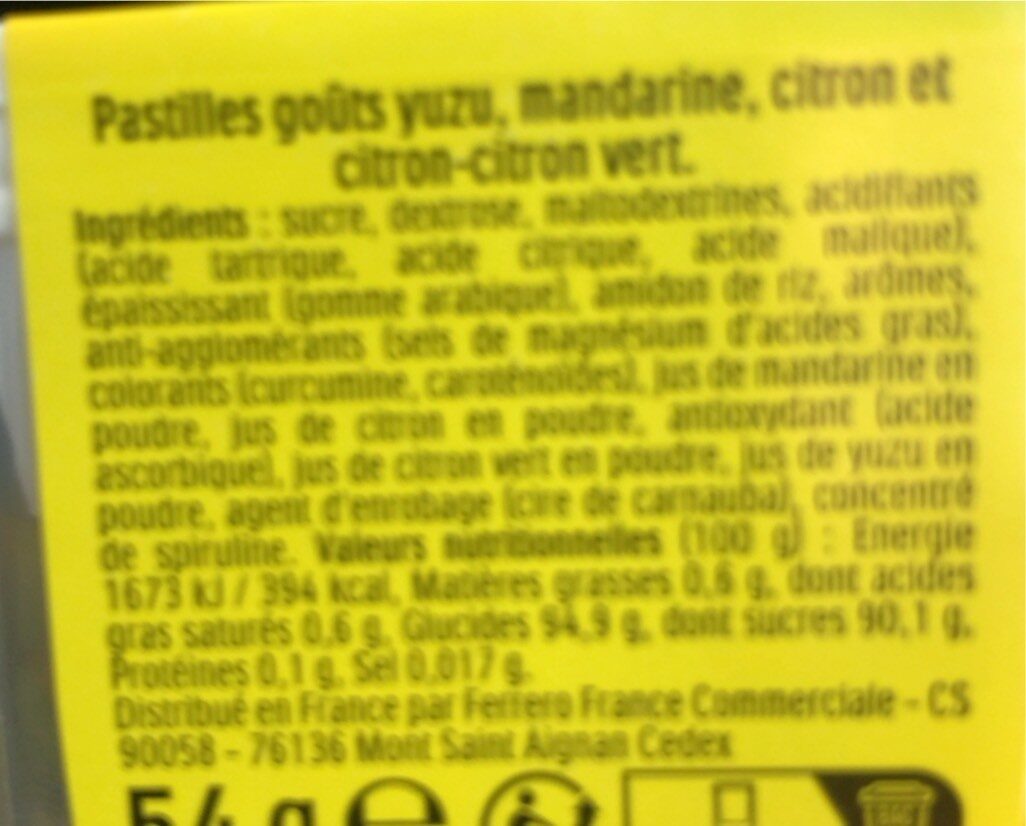 Pastilles goûts yuzu, mandarine, citron et
citron-citron vert.
Ingrédients : sucre, dextrose, maltodextrines, acidifiants
(acide tartrique, acide citrique, acide malique),
épaississant (gomme arabique), amidon de riz, arômes,
anti-agglomérants (sels de magnésium d'acides gras),
colorants (curcumine, caroténoïdes), jus de mandarine en
poudre, jus de citron en poudre, antioxydant (acide
ascorbique), jus de citron vert en poudre, jus de yuzu en
poudre, agent d'enrobage (cire de carnauba), concentré
de spiruline. Valeurs nutritionnelles (100 g) : Energie
1673 kJ / 394 kcal, Matières grasses 0,6 g, dont acides
gras saturés 0,6 g, Glucides 94,9 g, dont sucres 90,1 g,
Protéines 0,1 g, Sel 0,017 g.
Distribué en France par Ferrero France Commerciale - CS
90058 - 76136 Mont Saint Aignan Cedex
54 g e